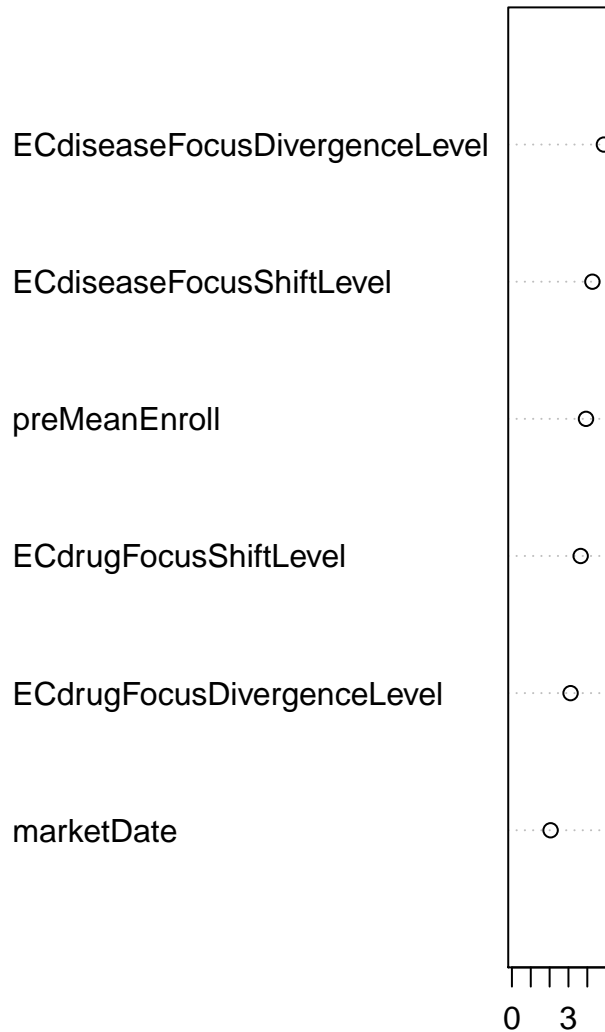 ECdiseaseFocusDivergenceLevel
ECdiseaseFocusShiftLevel
preMeanEnroll
ECdrugFocusShiftLevel
ECdrugFocusDivergenceLevel
marketDate
0 3